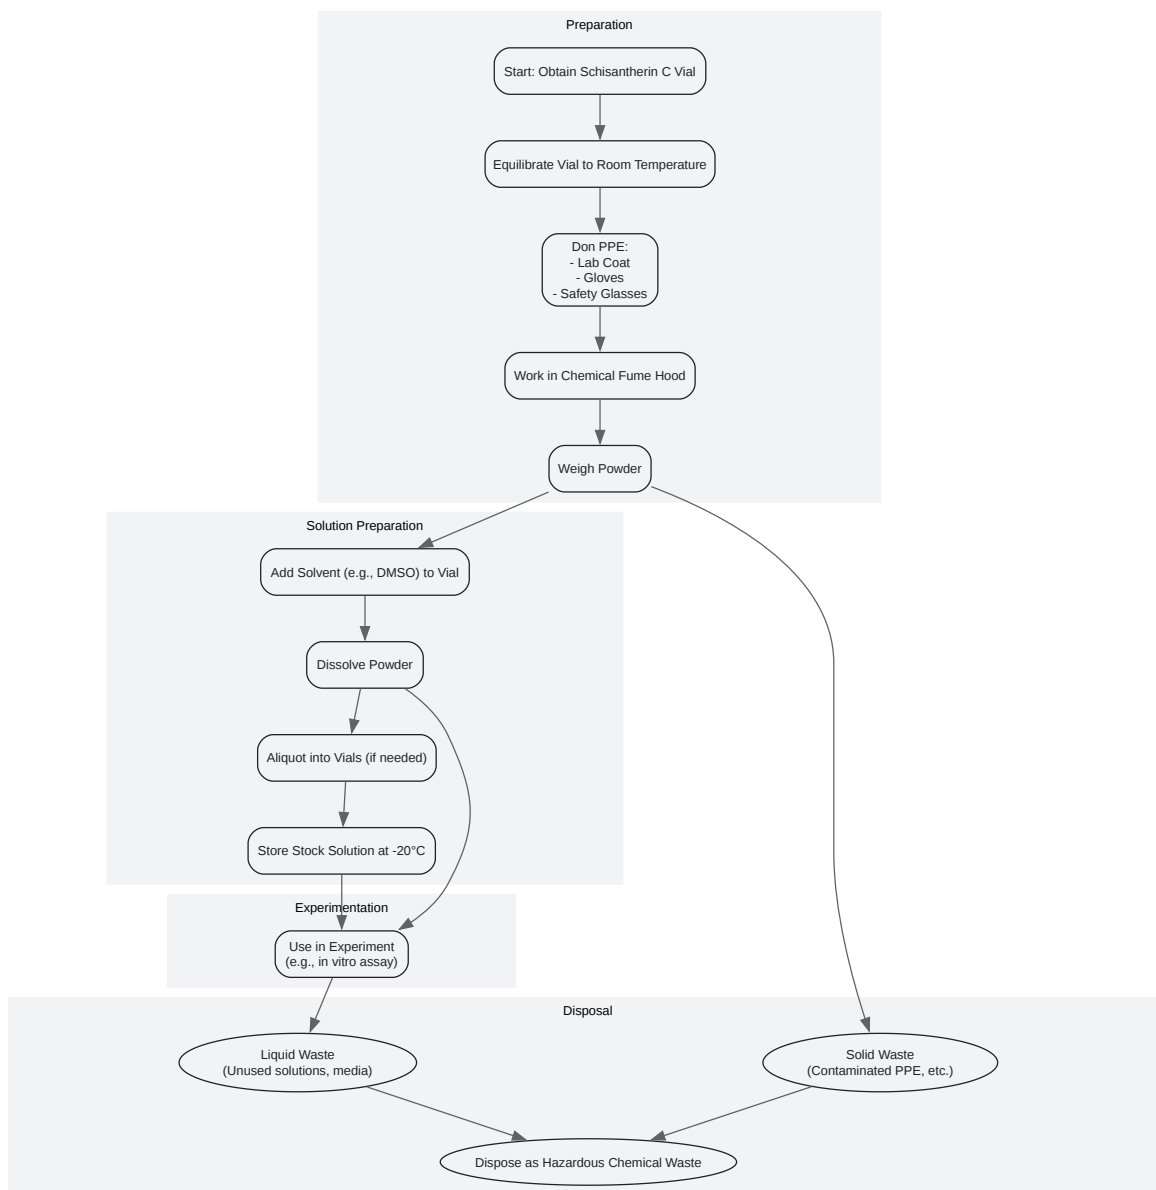 Preparation
Start: Obtain Schisantherin C Vial
Equilibrate Vial to Room Temperature
Don PPE:
- Lab Coat
- Gloves
- Safety Glasses
Work in Chemical Fume Hood
Weigh Powder
Solution Preparation
Add Solvent (e.g., DMSO) to Vial
Dissolve Powder
Aliquot into Vials (if needed)
Store Stock Solution at -20°C
Experimentation
Use in Experiment
(e.g., in vitro assay)
Disposal
Liquid Waste
(Unused solutions, media)
Solid Waste
(Contaminated PPE, etc.)
Dispose as Hazardous Chemical Waste